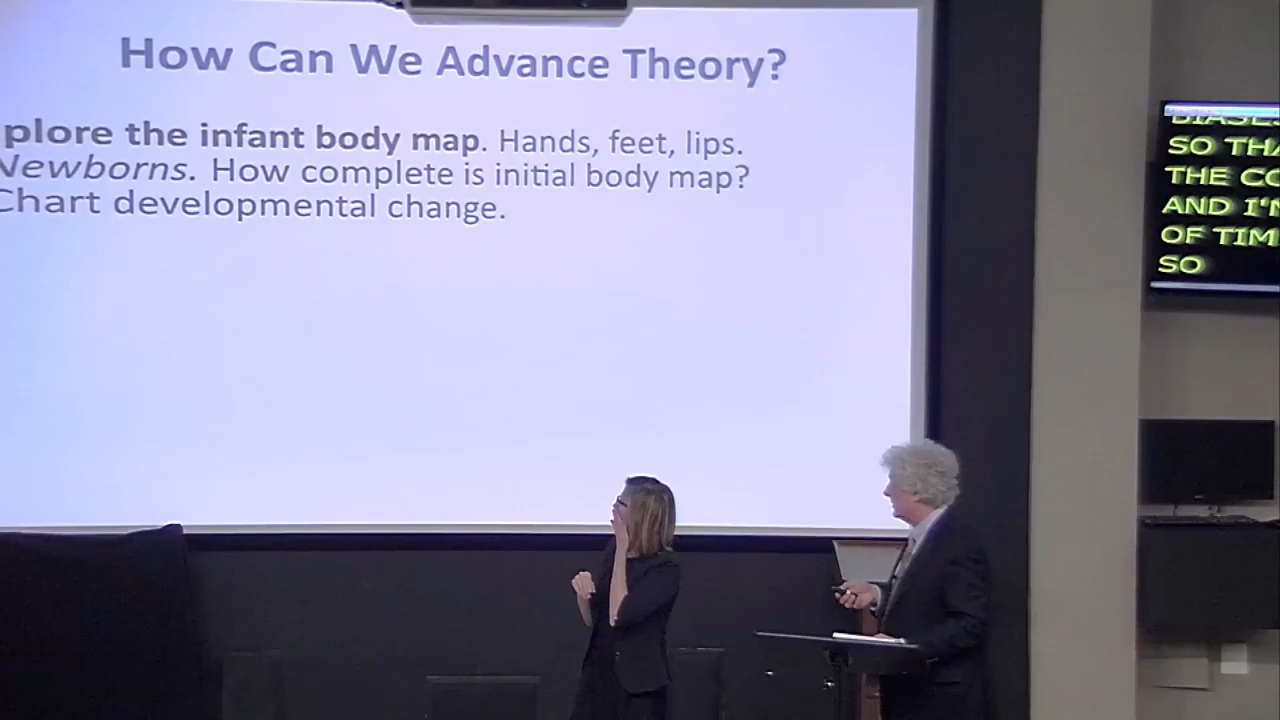 How Can We Advance Theory?
plore the infant body map. Hands, feet, lips.
Newborns. How complete is initial body map?
Chart developmental change.
BIASES
SO THA
THE CO
AND I'M
OF TIM
SO